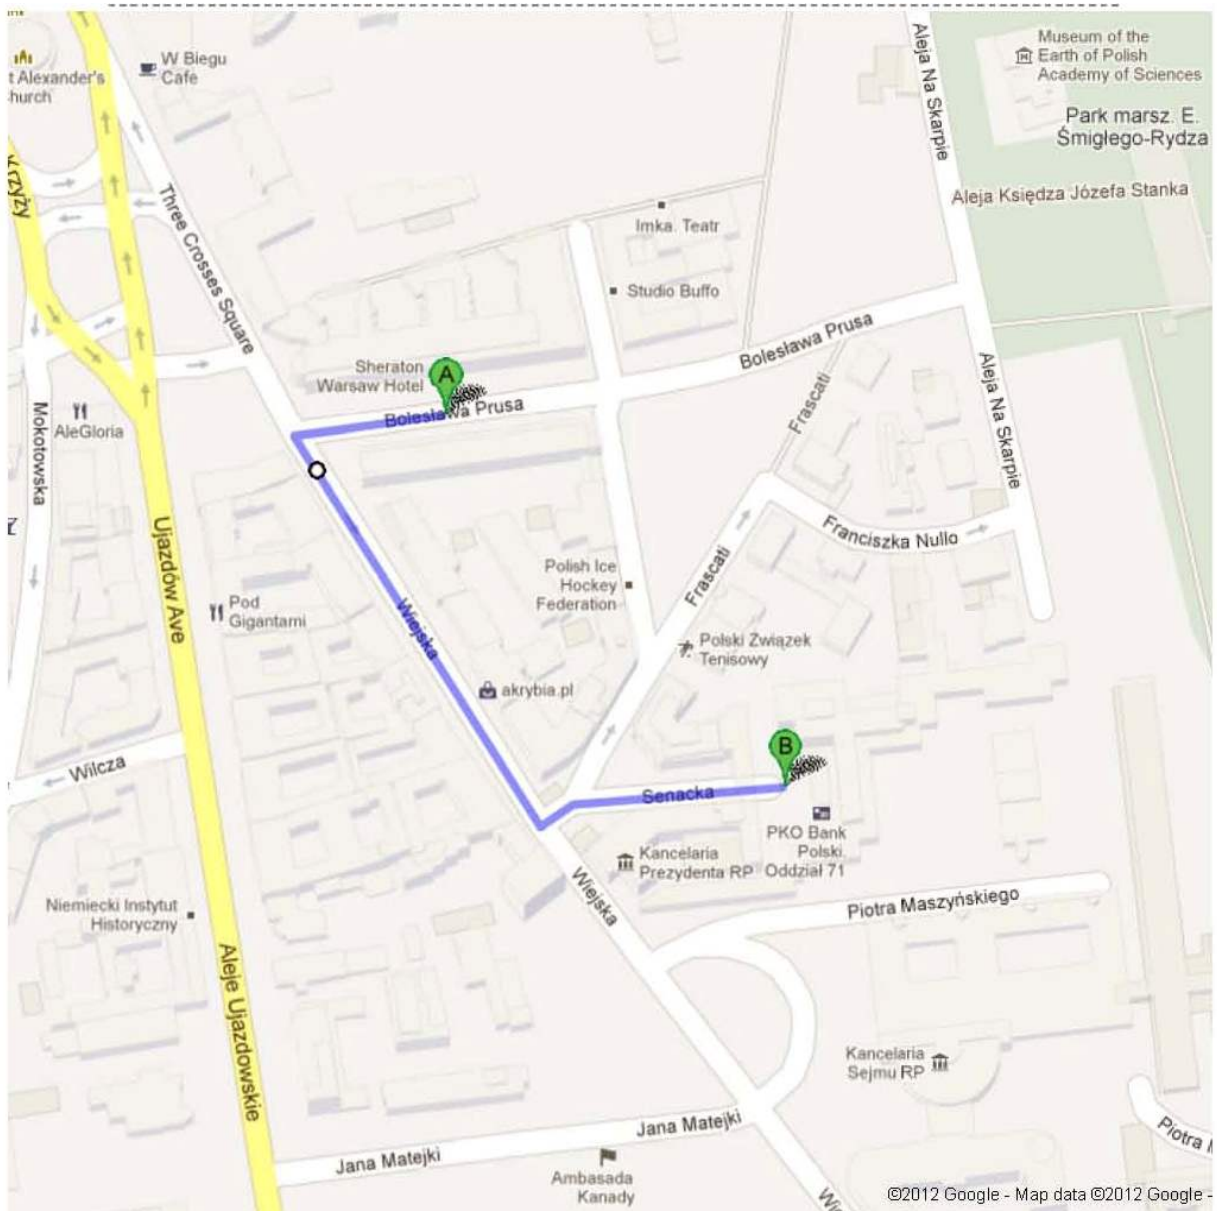 W Biegu
Café
t Alexander's
hurch
Three Crosses Square
Aleja Na Skarpie
Museum of the
Earth of Polish
Academy of Sciences
Park marsz. E.
Śmigłego-Rydza
Aleja Księdza Józefa Stanka
Imka. Teatr
Studio Buffo
Bolesława Prusa
Sheraton
Warsaw Hotel
A
Bolesława Prusa
Frascati
Aleja Na Skarpie
Mokotowska
AleGloria
Ujazdów Ave
Franciszka Nullo
Polish Ice
Hockey
Federation
Frascati
Pod
Gigantami
Wiejska
Polski Związek
Tenisowy
akrybia.pl
B
Wilcza
Senacka
PKO Bank
Polski.
Oddział 71
Kancelaria
Prezydenta RP
Wiejska
Niemiecki Instytut
Historyczny
Piotra Maszyńskiego
Aleje Ujazdowskie
Kancelaria
Sejmu RP
Jana Matejki
Jana Matejki
Piotra
Ambasada
Kanady
©2012 Google - Map data ©2012 Google -